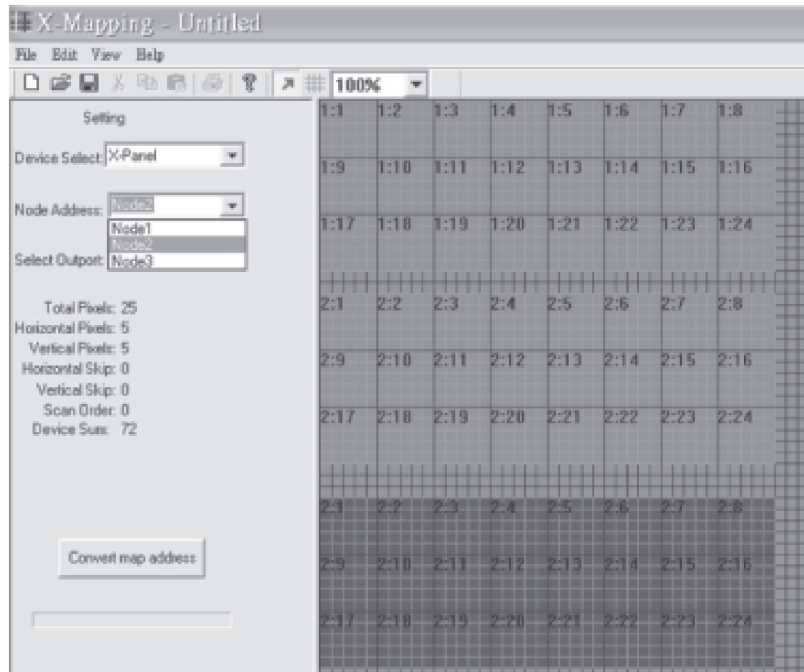 X-Mapping - Untitled
File Edit View Help
100%
Setting
Device Select: X-Panel
Node Address: Node2
Node1
Node2
Select Outport: Node3
Total Pixels: 25
Horizontal Pixels: 5
Vertical Pixels: 5
Horizontal Skip: 0
Vertical Skip: 0
Scan Order: 0
Device Sum: 72
Convert map address
1:1 1:2 1:3 1:4 1:5 1:6 1:7 1:8
1:9 1:10 1:11 1:12 1:13 1:14 1:15 1:16
1:17 1:18 1:19 1:20 1:21 1:22 1:23 1:24
2:1 2:2 2:3 2:4 2:5 2:6 2:7 2:8
2:9 2:10 2:11 2:12 2:13 2:14 2:15 2:16
2:17 2:18 2:19 2:20 2:21 2:22 2:23 2:24
2:1 2:2 2:3 2:4 2:5 2:6 2:7 2:8
2:9 2:10 2:11 2:12 2:13 2:14 2:15 2:16
2:17 2:18 2:19 2:20 2:21 2:22 2:23 2:24